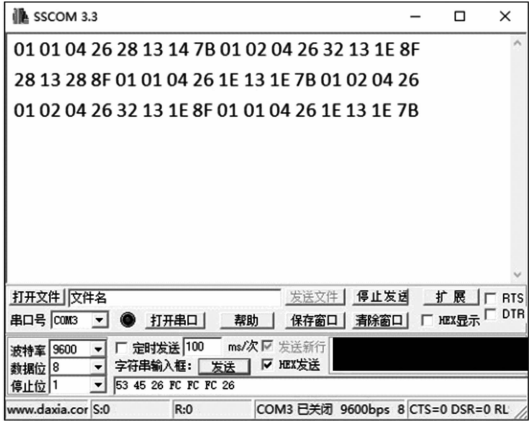 SSCOM 3.3
01 01 04 26 28 13 14 7B 01 02 04 26 32 13 1E 8F
28 13 28 8F 01 01 04 26 1E 13 1E 7B 01 02 04 26
01 02 04 26 32 13 1E 8F 01 01 04 26 1E 13 1E 7B
打开文件 文件名 发送文件 停止发送 扩展 RTS
串口号 COM3 打开串口 帮助 保存窗口 清除窗口 HEX显示 DTR
波特率 9600 定时发送 100 ms/次 发送新行
数据位 8 字符串输入框: 发送 HEX发送
停止位 1 53 45 26 FC FC FC 26
www.daxia.cor S:0 R:0 COM3 已关闭 9600bps 8 CTS=0 DSR=0 RL